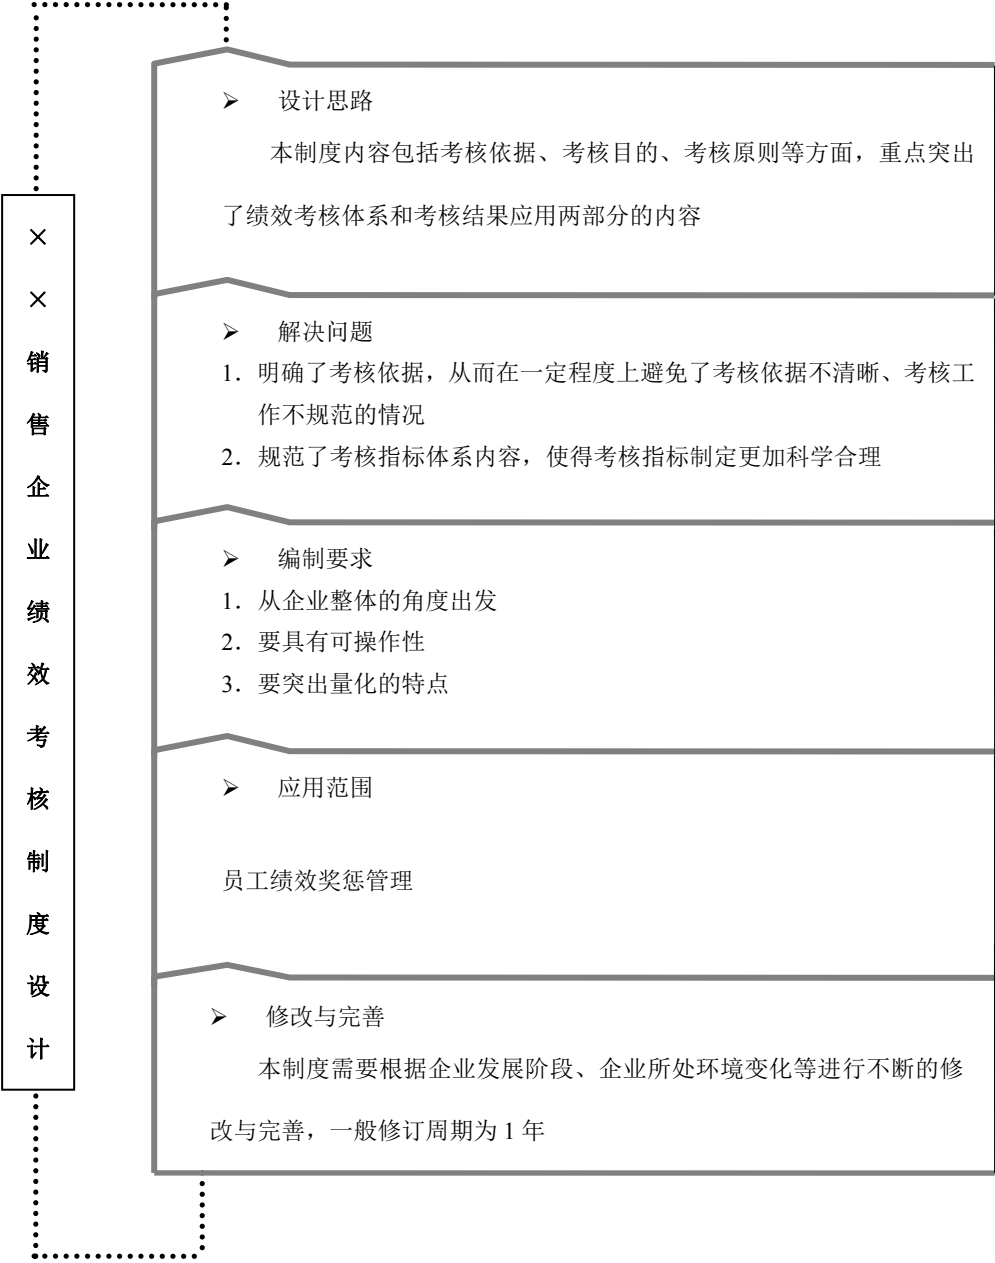 ××销售企业绩效考核制度设计
➢ 设计思路
本制度内容包括考核依据、考核目的、考核原则等方面，重点突出
了绩效考核体系和考核结果应用两部分的内容
➢ 解决问题
1．明确了考核依据，从而在一定程度上避免了考核依据不清晰、考核工
作不规范的情况
2．规范了考核指标体系内容，使得考核指标制定更加科学合理
➢ 编制要求
1．从企业整体的角度出发
2．要具有可操作性
3．要突出量化的特点
➢ 应用范围
员工绩效奖惩管理
➢ 修改与完善
本制度需要根据企业发展阶段、企业所处环境变化等进行不断的修
改与完善，一般修订周期为 1 年